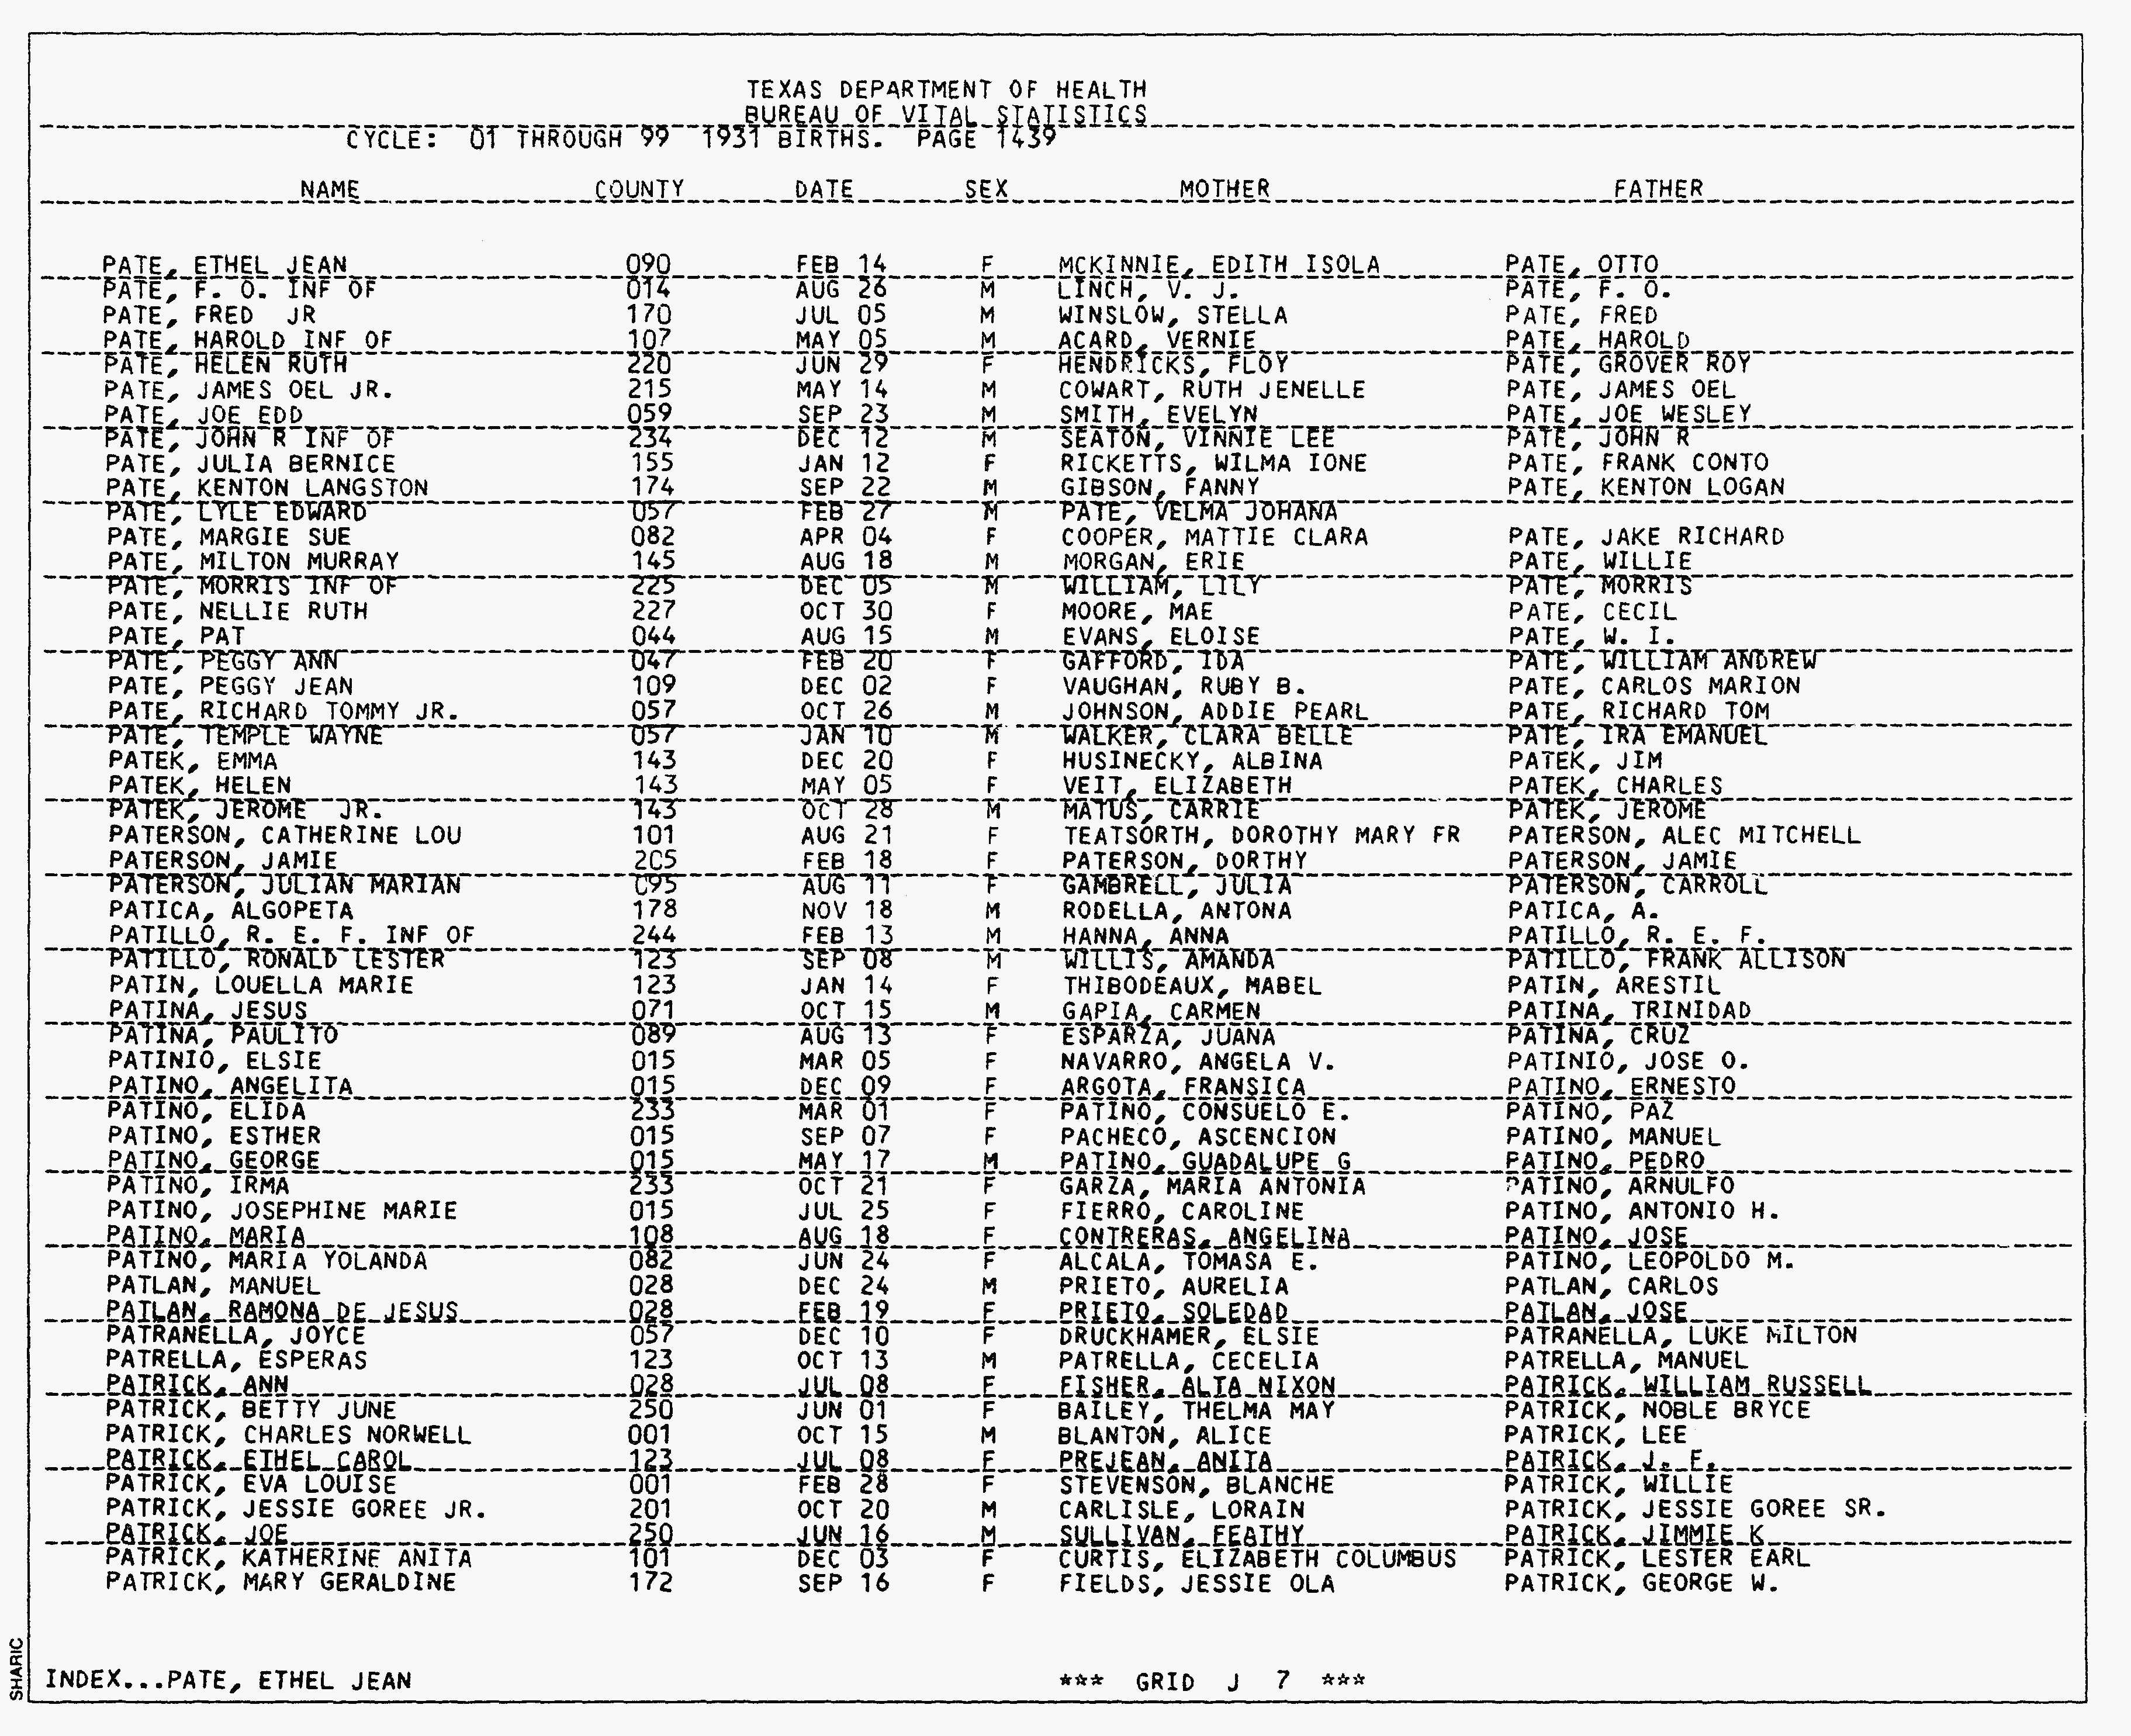 TEXAS DEPARTMENT OF HEALTH
BUREAU OF VITAL STATISTICS
CYCLE: 01 THROUGH 99 1931 BIRTHS. PAGE 1439
NAME COUNTY DATE SEX MOTHER FATHER
PATE, ETHEL JEAN 090 FEB 14 F MCKINNIE, EDITH ISOLA PATE, OTTO
PATE, F. O. INF OF 014 AUG 26 M LINCH, V. J. PATE, F. O.
PATE, FRED JR 170 JUL 05 M WINSLOW, STELLA PATE, FRED
PATE, HAROLD INF OF 107 MAY 05 M ACARD, VERNIE PATE, HAROLD
PATE, HELEN RUTH 220 JUN 29 F HENDRICKS, FLOY PATE, GROVER ROY
PATE, JAMES OEL JR. 215 MAY 14 M COWART, RUTH JENELLE PATE, JAMES OEL
PATE, JOE EDD 059 SEP 23 M SMITH, EVELYN PATE, JOE WESLEY
PATE, JOHN R INF OF 234 DEC 12 M SEATON, VINNIE LEE PATE, JOHN R
PATE, JULIA BERNICE 155 JAN 12 F RICKETTS, WILMA IONE PATE, FRANK CONTO
PATE, KENTON LANGSTON 174 SEP 22 M GIBSON, FANNY PATE, KENTON LOGAN
PATE, LYLE EDWARD 057 FEB 27 M PATE, VELMA JOHANA
PATE, MARGIE SUE 082 APR 04 F COOPER, MATTIE CLARA PATE, JAKE RICHARD
PATE, MILTON MURRAY 145 AUG 18 M MORGAN, ERIE PATE, WILLIE
PATE, MORRIS INF OF 225 DEC 05 M WILLIAM, LILY PATE, MORRIS
PATE, NELLIE RUTH 227 OCT 30 F MOORE, MAE PATE, CECIL
PATE, PAT 044 AUG 15 M EVANS, ELOISE PATE, W. I.
PATE, PEGGY ANN 047 FEB 20 F GAFFORD, IDA PATE, WILLIAM ANDREW
PATE, PEGGY JEAN 109 DEC 02 F VAUGHAN, RUBY B. PATE, CARLOS MARION
PATE, RICHARD TOMMY JR. 057 OCT 26 M JOHNSON, ADDIE PEARL PATE, RICHARD TOM
PATE, TEMPLE WAYNE 057 JAN 10 M WALKER, CLARA BELLE PATE, IRA EMANUEL
PATEK, EMMA 143 DEC 20 F HUSINECKY, ALBINA PATEK, JIM
PATEK, HELEN 143 MAY 05 F VEIT, ELIZABETH PATEK, CHARLES
PATEK, JEROME JR. 143 OCT 28 M MATUS, CARRIE PATEK, JEROME
PATERSON, CATHERINE LOU 101 AUG 21 F TEATSORTH, DOROTHY MARY FR PATERSON, ALEC MITCHELL
PATERSON, JAMIE 205 FEB 18 F PATERSON, DORTHY PATERSON, JAMIE
PATERSON, JULIAN MARIAN 095 AUG 11 F GAMBRELL, JULIA PATERSON, CARROLL
PATICA, ALGOPETA 178 NOV 18 M RODELLA, ANTONA PATICA, A.
PATILLO, R. E. F. INF OF 244 FEB 13 M HANNA, ANNA PATILLO, R. E. F.
PATILLO, RONALD LESTER 123 SEP 08 M WILLIS, AMANDA PATILLO, FRANK ALLISON
PATIN, LOUELLA MARIE 123 JAN 14 F THIBODEAUX, MABEL PATIN, ARESTIL
PATINA, JESUS 071 OCT 15 M GAPIA, CARMEN PATINA, TRINIDAD
PATINA, PAULITO 089 AUG 13 F ESPARZA, JUANA PATINA, CRUZ
PATINIO, ELSIE 015 MAR 05 F NAVARRO, ANGELA V. PATINIO, JOSE O.
PATINO, ANGELITA 015 DEC 09 F ARGOTA, FRANSICA PATINO, ERNESTO
PATINO, ELIDA 233 MAR 01 F PATINO, CONSUELO E. PATINO, PAZ
PATINO, ESTHER 015 SEP 07 F PACHECO, ASCENCION PATINO, MANUEL
PATINO, GEORGE 015 MAY 17 M PATINO, GUADALUPE G PATINO, PEDRO
PATINO, IRMA 233 OCT 21 F GARZA, MARIA ANTONIA PATINO, ARNULFO
PATINO, JOSEPHINE MARIE 015 JUL 25 F FIERRO, CAROLINE PATINO, ANTONIO H.
PATINO, MARIA 108 AUG 18 F CONTRERAS, ANGELINA PATINO, JOSE
PATINO, MARIA YOLANDA 082 JUN 24 F ALCALA, TOMASA E. PATINO, LEOPOLDO M.
PATLAN, MANUEL 028 DEC 24 M PRIETO, AURELIA PATLAN, CARLOS
PATLAN, RAMONA DE JESUS 028 FEB 19 F PRIETO, SOLEDAD PATLAN, JOSE
PATRANELLA, JOYCE 057 DEC 10 F DRUCKHAMER, ELSIE PATRANELLA, LUKE MILTON
PATRELLA, ESPERAS 123 OCT 13 M PATRELLA, CECELIA PATRELLA, MANUEL
PATRICK, ANN 028 JUL 08 F FISHER, ALTA NIXON PATRICK, WILLIAM RUSSELL
PATRICK, BETTY JUNE 250 JUN 01 F BAILEY, THELMA MAY PATRICK, NOBLE BRYCE
PATRICK, CHARLES NORWELL 001 OCT 15 M BLANTON, ALICE PATRICK, LEE
PATRICK, ETHEL CAROL 123 JUL 08 F PREJEAN, ANITA PATRICK, J. F.
PATRICK, EVA LOUISE 001 FEB 28 F STEVENSON, BLANCHE PATRICK, WILLIE
PATRICK, JESSIE GOREE JR. 201 OCT 20 M CARLISLE, LORAIN PATRICK, JESSIE GOREE SR.
PATRICK, JOE 250 JUN 16 M SULLIVAN, FEATHY PATRICK, JIMMIE K
PATRICK, KATHERINE ANITA 101 DEC 03 F CURTIS, ELIZABETH COLUMBUS PATRICK, LESTER EARL
PATRICK, MARY GERALDINE 172 SEP 16 F FIELDS, JESSIE OLA PATRICK, GEORGE W.
INDEX...PATE, ETHEL JEAN *** GRID J 7 ***
SHARIC